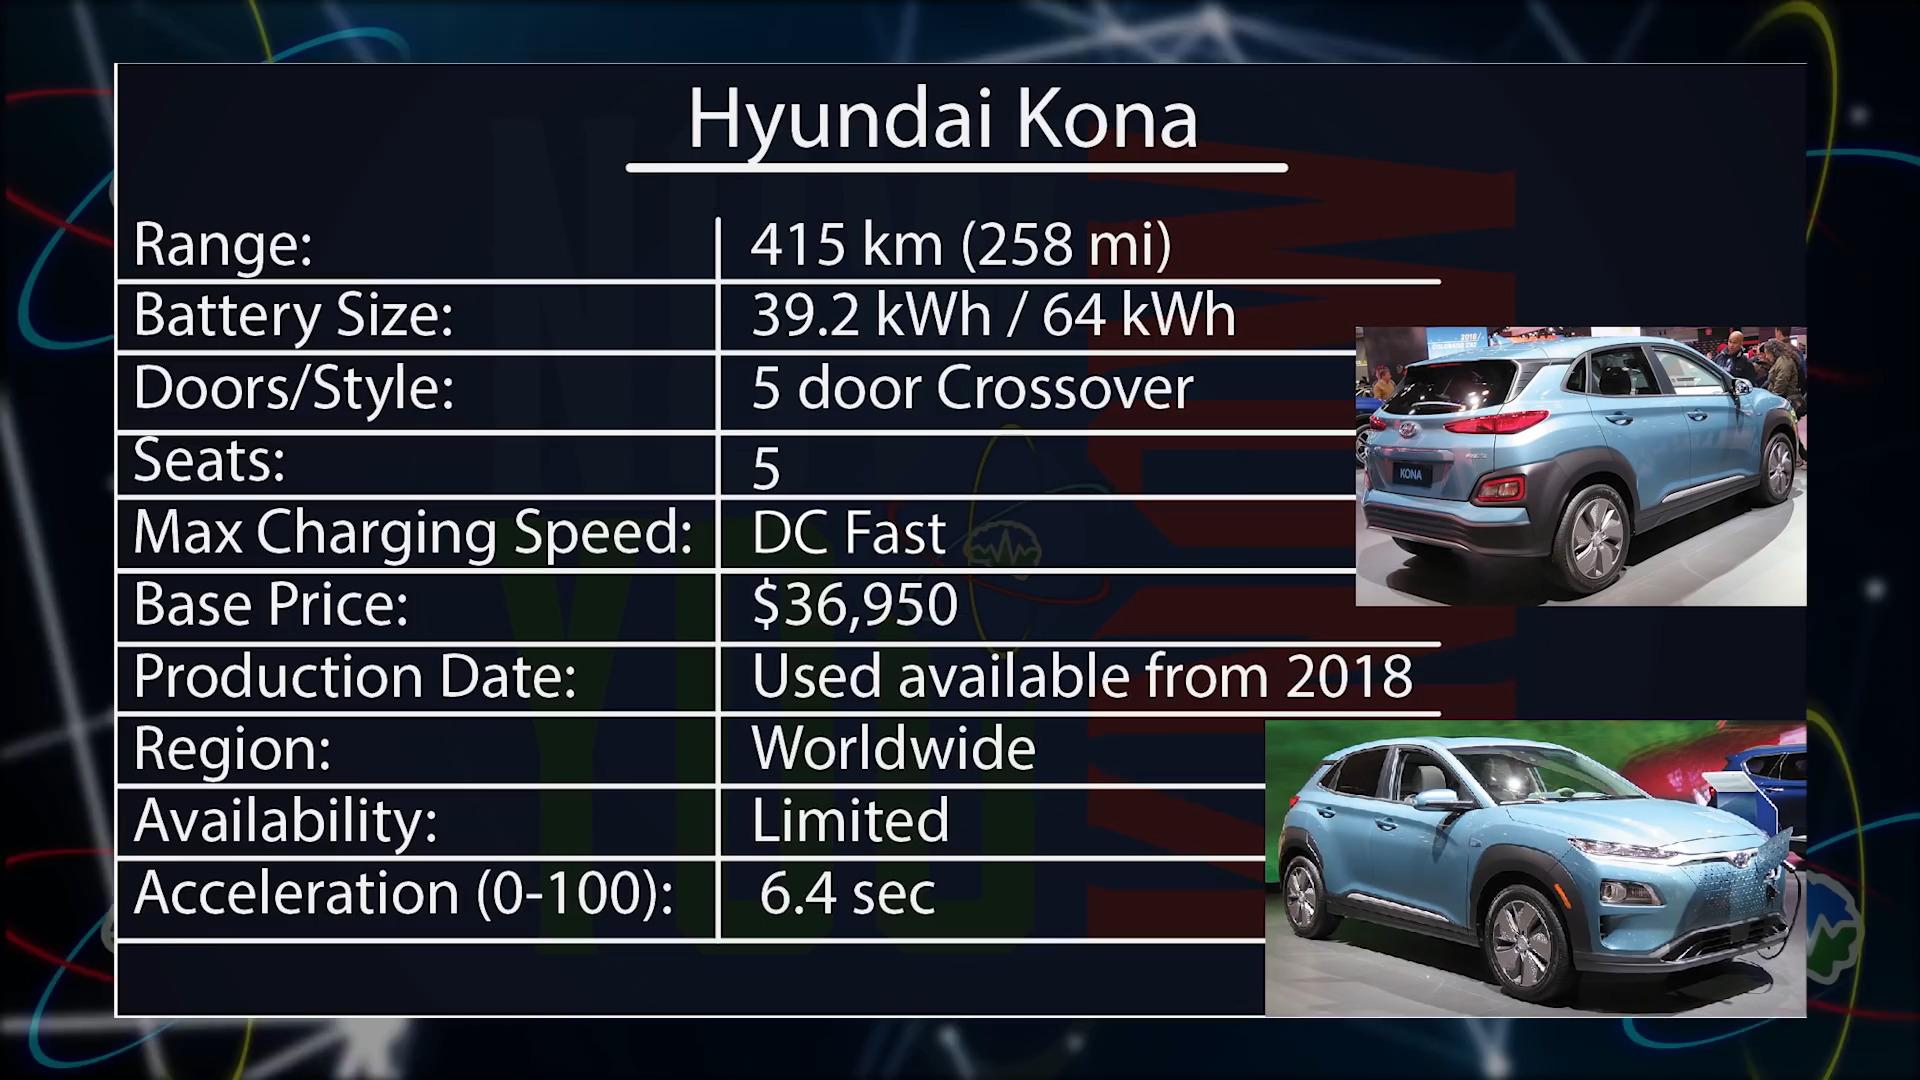 Hyundai Kona
Range: 415 km (258 mi)
Battery Size: 39.2 kWh / 64 kWh
Doors/Style: 5 door Crossover
Seats: 5
Max Charging Speed: DC Fast
Base Price: $36,950
Production Date: Used available from 2018
Region: Worldwide
Availability: Limited
Acceleration (0-100): 6.4 sec
KONA
NOW
YOU